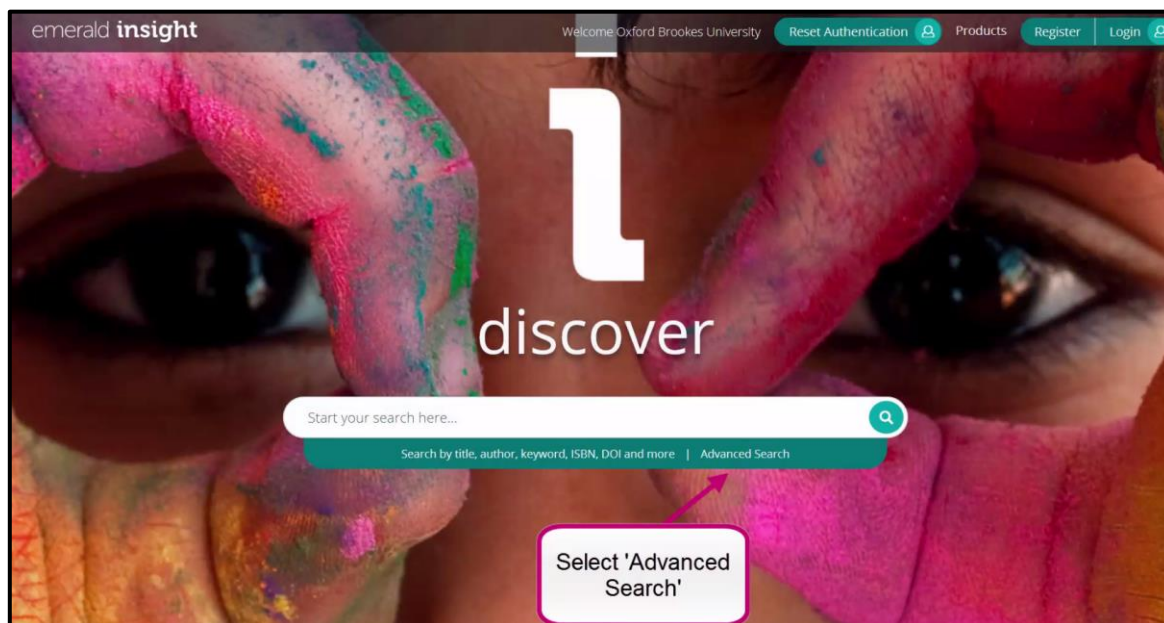 emerald insight
Welcome Oxford Brookes University
Reset Authentication
Products
Register
Login
i
discover
Start your search here...
Search by title, author, keyword, ISBN, DOI and more | Advanced Search
Select 'Advanced
Search'